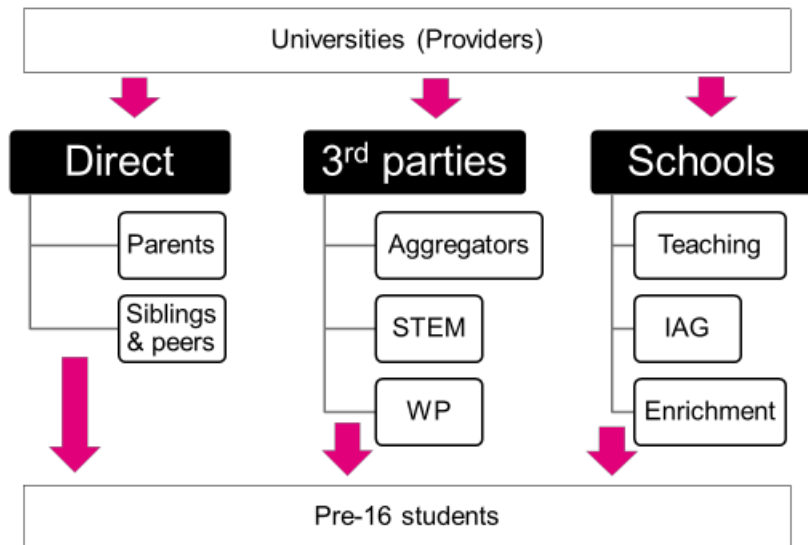 Universities (Providers)
Direct
3rd parties
Schools
Parents
Aggregators
Teaching
Siblings
& peers
STEM
IAG
WP
Enrichment
Pre-16 students